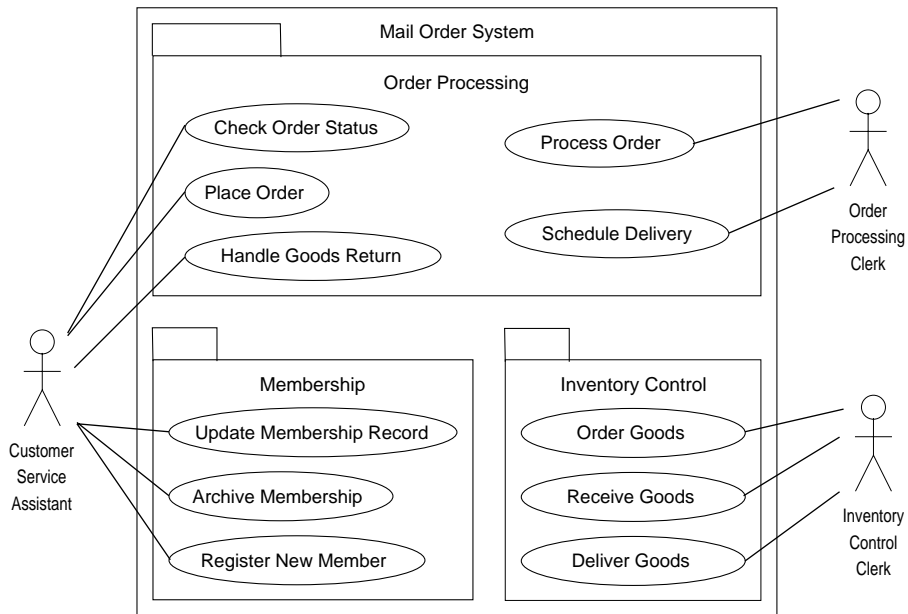 Mail Order System
Order Processing
Check Order Status
Process Order
Place Order
Schedule Delivery
Handle Goods Return
Order
Processing
Clerk
Customer
Service
Assistant
Membership
Update Membership Record
Archive Membership
Register New Member
Inventory Control
Order Goods
Receive Goods
Deliver Goods
Inventory
Control
Clerk